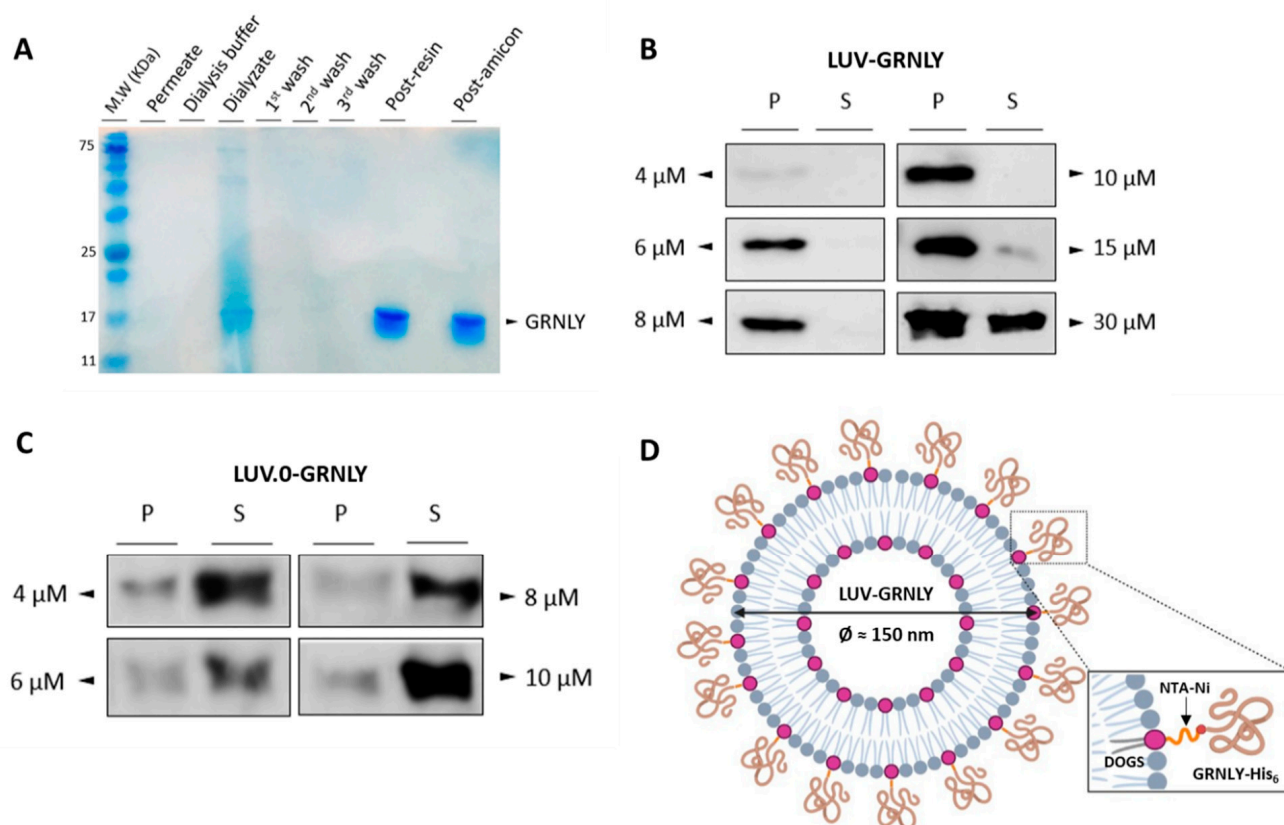 A
M.W (KDa)
Permeate
Dialysis buffer
Dialyzate
1st wash
2nd wash
3rd wash
Post-resin
Post-amicon
75
25
17
11
GRNLY
B
LUV-GRNLY
P S P S
4 µM 10 µM
6 µM 15 µM
8 µM 30 µM
C
LUV.0-GRNLY
P S P S
4 µM 8 µM
6 µM 10 µM
D
LUV-GRNLY
Ø ≈ 150 nm
NTA-Ni
DOGS
GRNLY-His₆